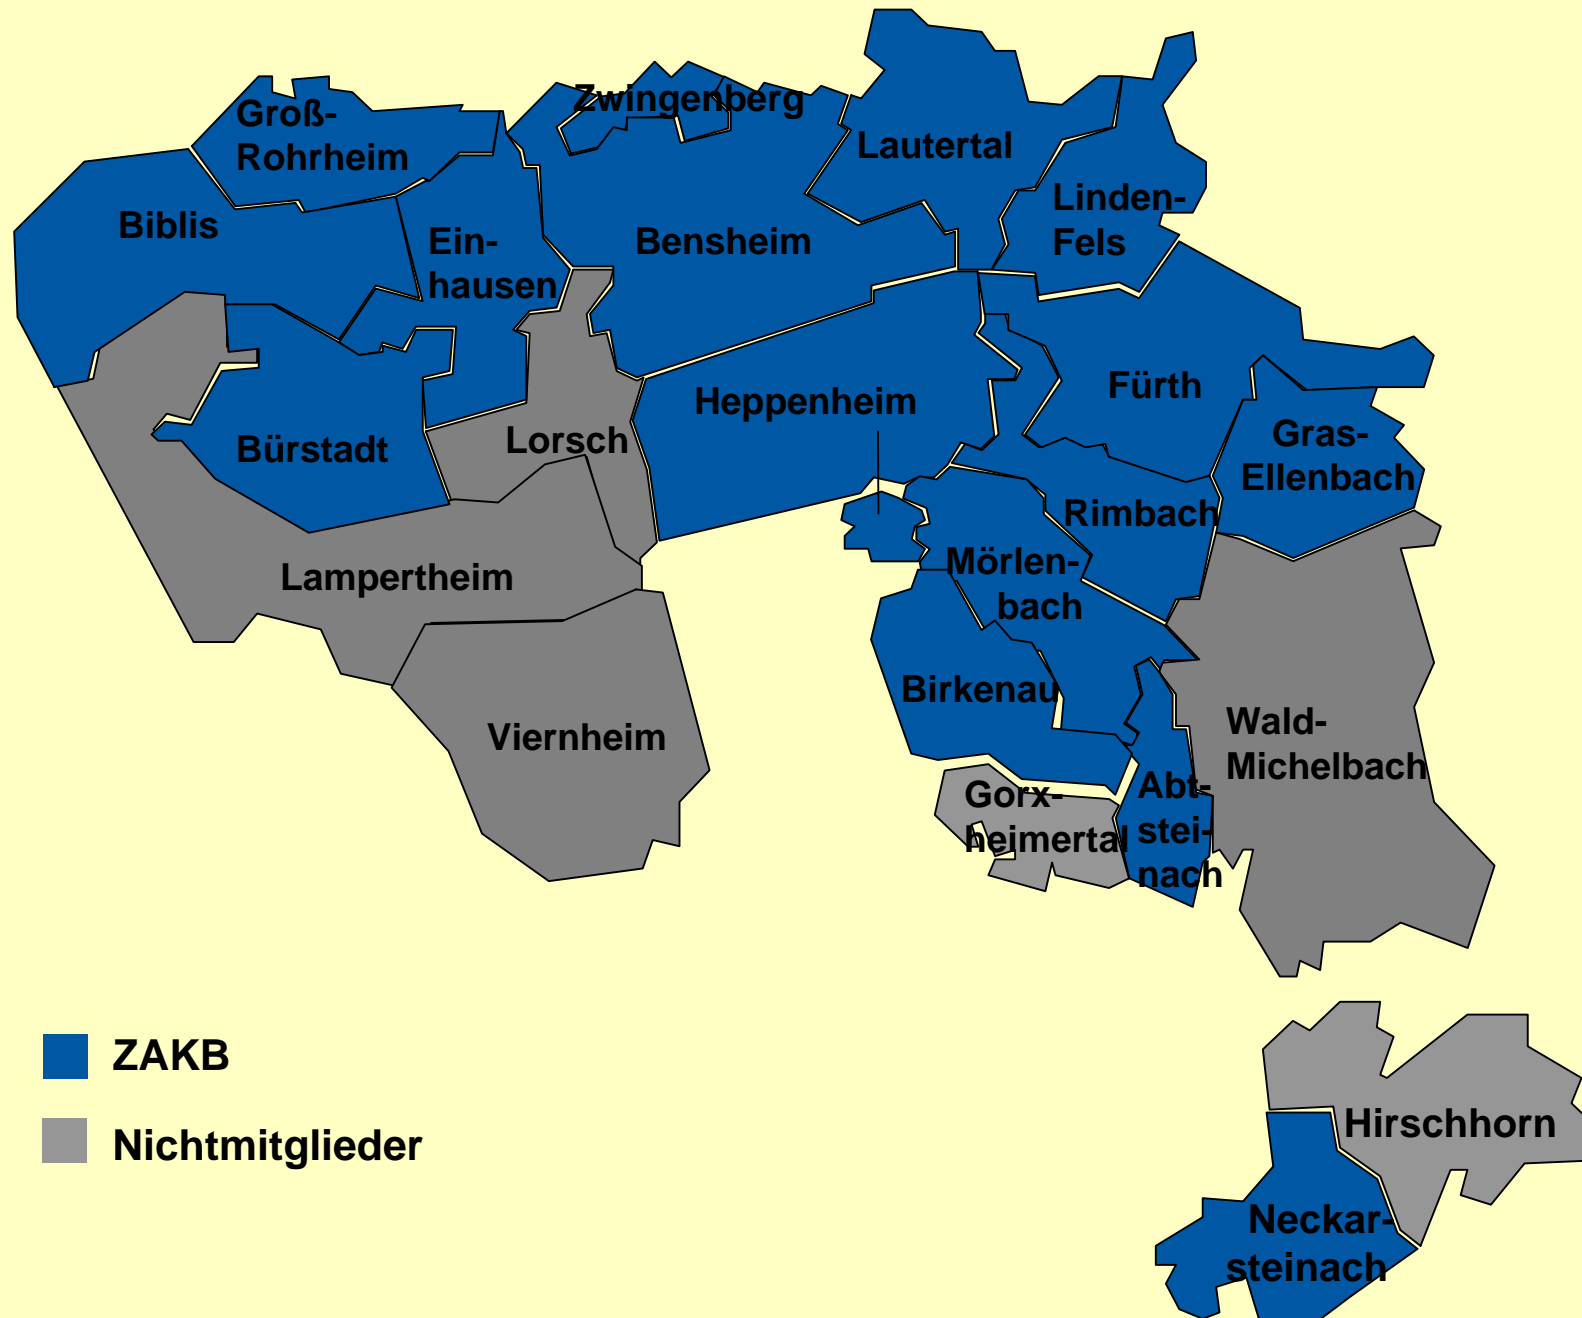 Zwingenberg
Groß-
Rohrheim
Lautertal
Linden-
Fels
Biblis
Ein-
hausen
Bensheim
Heppenheim
Fürth
Gras-
Ellenbach
Bürstadt
Lorsch
Rimbach
Lampertheim
Mörlen-
bach
Birkenau
Viernheim
Wald-
Michelbach
Gorx-
heimertal
Abt-
stei-
nach
ZAKB
Nichtmitglieder
Hirschhorn
Neckar-
steinach